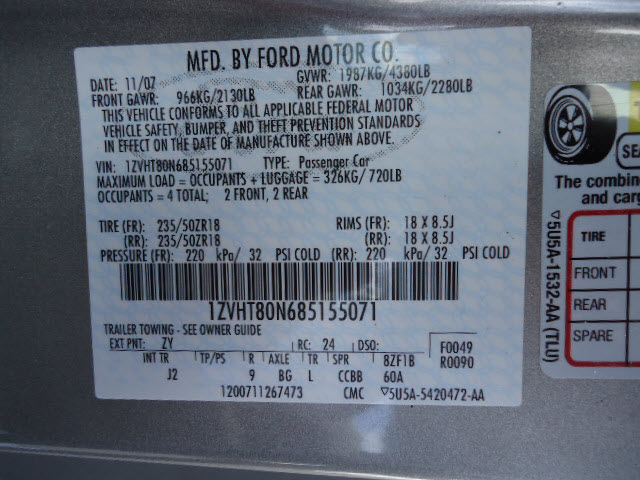 MFD. BY FORD MOTOR CO.
DATE: 11/07 GVWR: 1987KG/4380LB
FRONT GAWR: 966KG/2130LB REAR GAWR: 1034KG/2280LB
THIS VEHICLE CONFORMS TO ALL APPLICABLE FEDERAL MOTOR
VEHICLE SAFETY, BUMPER, AND THEFT PREVENTION STANDARDS
IN EFFECT ON THE DATE OF MANUFACTURE SHOWN ABOVE.
VIN: 1ZVHT80N685155071 TYPE: Passenger Car
MAXIMUM LOAD = OCCUPANTS + LUGGAGE = 326KG/720LB
OCCUPANTS = 4 TOTAL; 2 FRONT, 2 REAR
TIRE (FR): 235/50ZR18 RIMS (FR): 18 X 8.5J
(RR): 235/50ZR18 (RR): 18 X 8.5J
PRESSURE (FR): 220 kPa/ 32 PSI COLD (RR): 220 kPa/ 32 PSI COLD
1ZVHT80N685155071
TRAILER TOWING - SEE OWNER GUIDE
EXT PNT: ZY RC: 24 DSO: F0049
INT TR TP/PS R AXLE TR SPR 8ZF1B R0090
J2 9 BG L CCBB 60A
1200711267473 CMC ▽5U5A-5420472-AA
▽5U5A-1532-AA (TLU)
The combin
and carg
TIRE
FRONT
REAR
SPARE